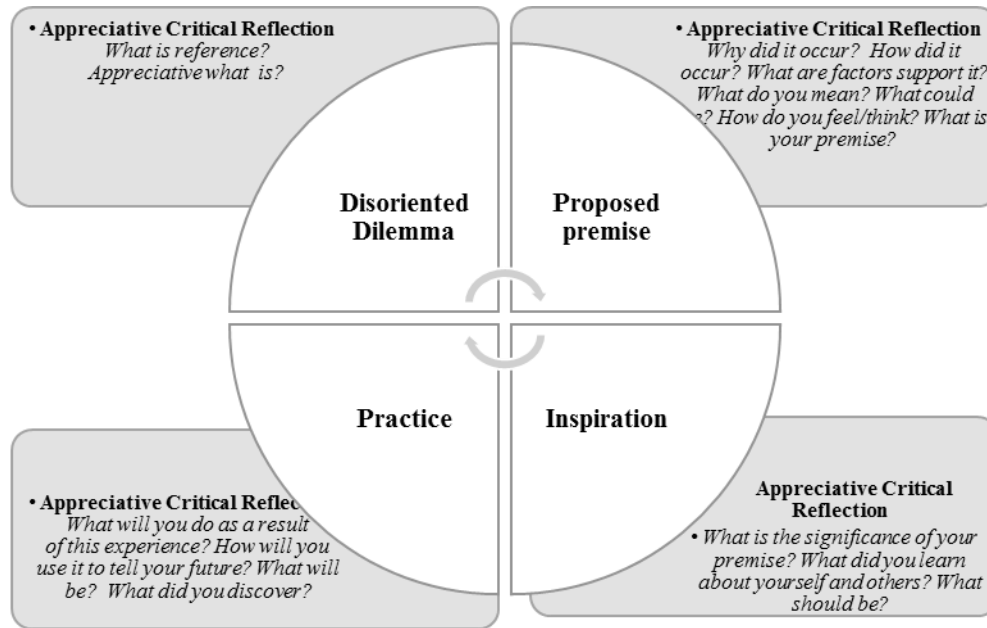 • Appreciative Critical Reflection
What is reference?
Appreciative what is?
• Appreciative Critical Reflection
Why did it occur? How did it
occur? What are factors support it?
What do you mean? What could
? How do you feel/think? What is
your premise?
Disoriented
Dilemma
Proposed
premise
Practice
Inspiration
• Appreciative Critical
What will you do as a result
of this experience? How will you
use it to tell your future? What will
be? What did you discover?
Appreciative Critical
Reflection
• What is the significance of your
premise? What did you learn
about yourself and others? What
should be?